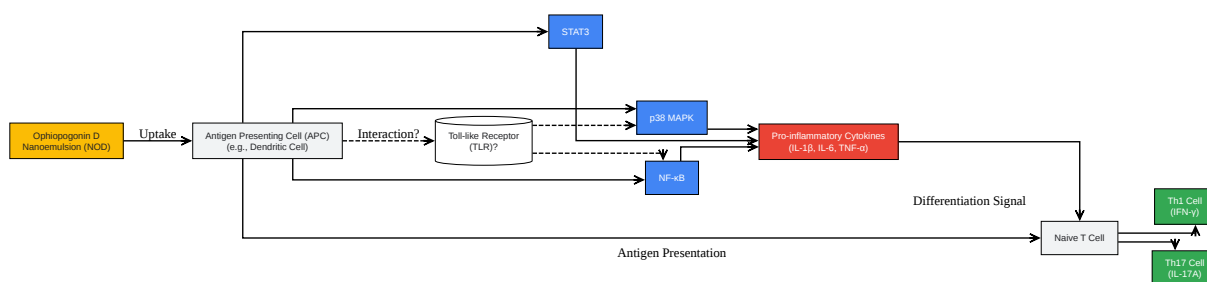 STAT3
p38 MAPK
Ophiopogonin D
Nanoemulsion (NOD)
Uptake
Antigen Presenting Cell (APC)
(e.g., Dendritic Cell)
Interaction?
Toll-like Receptor
(TLR)?
Pro-inflammatory Cytokines
(IL-1β, IL-6, TNF-α)
NF-κB
Differentiation Signal
Th1 Cell
(IFN-γ)
Naive T Cell
Antigen Presentation
Th17 Cell
(IL-17A)